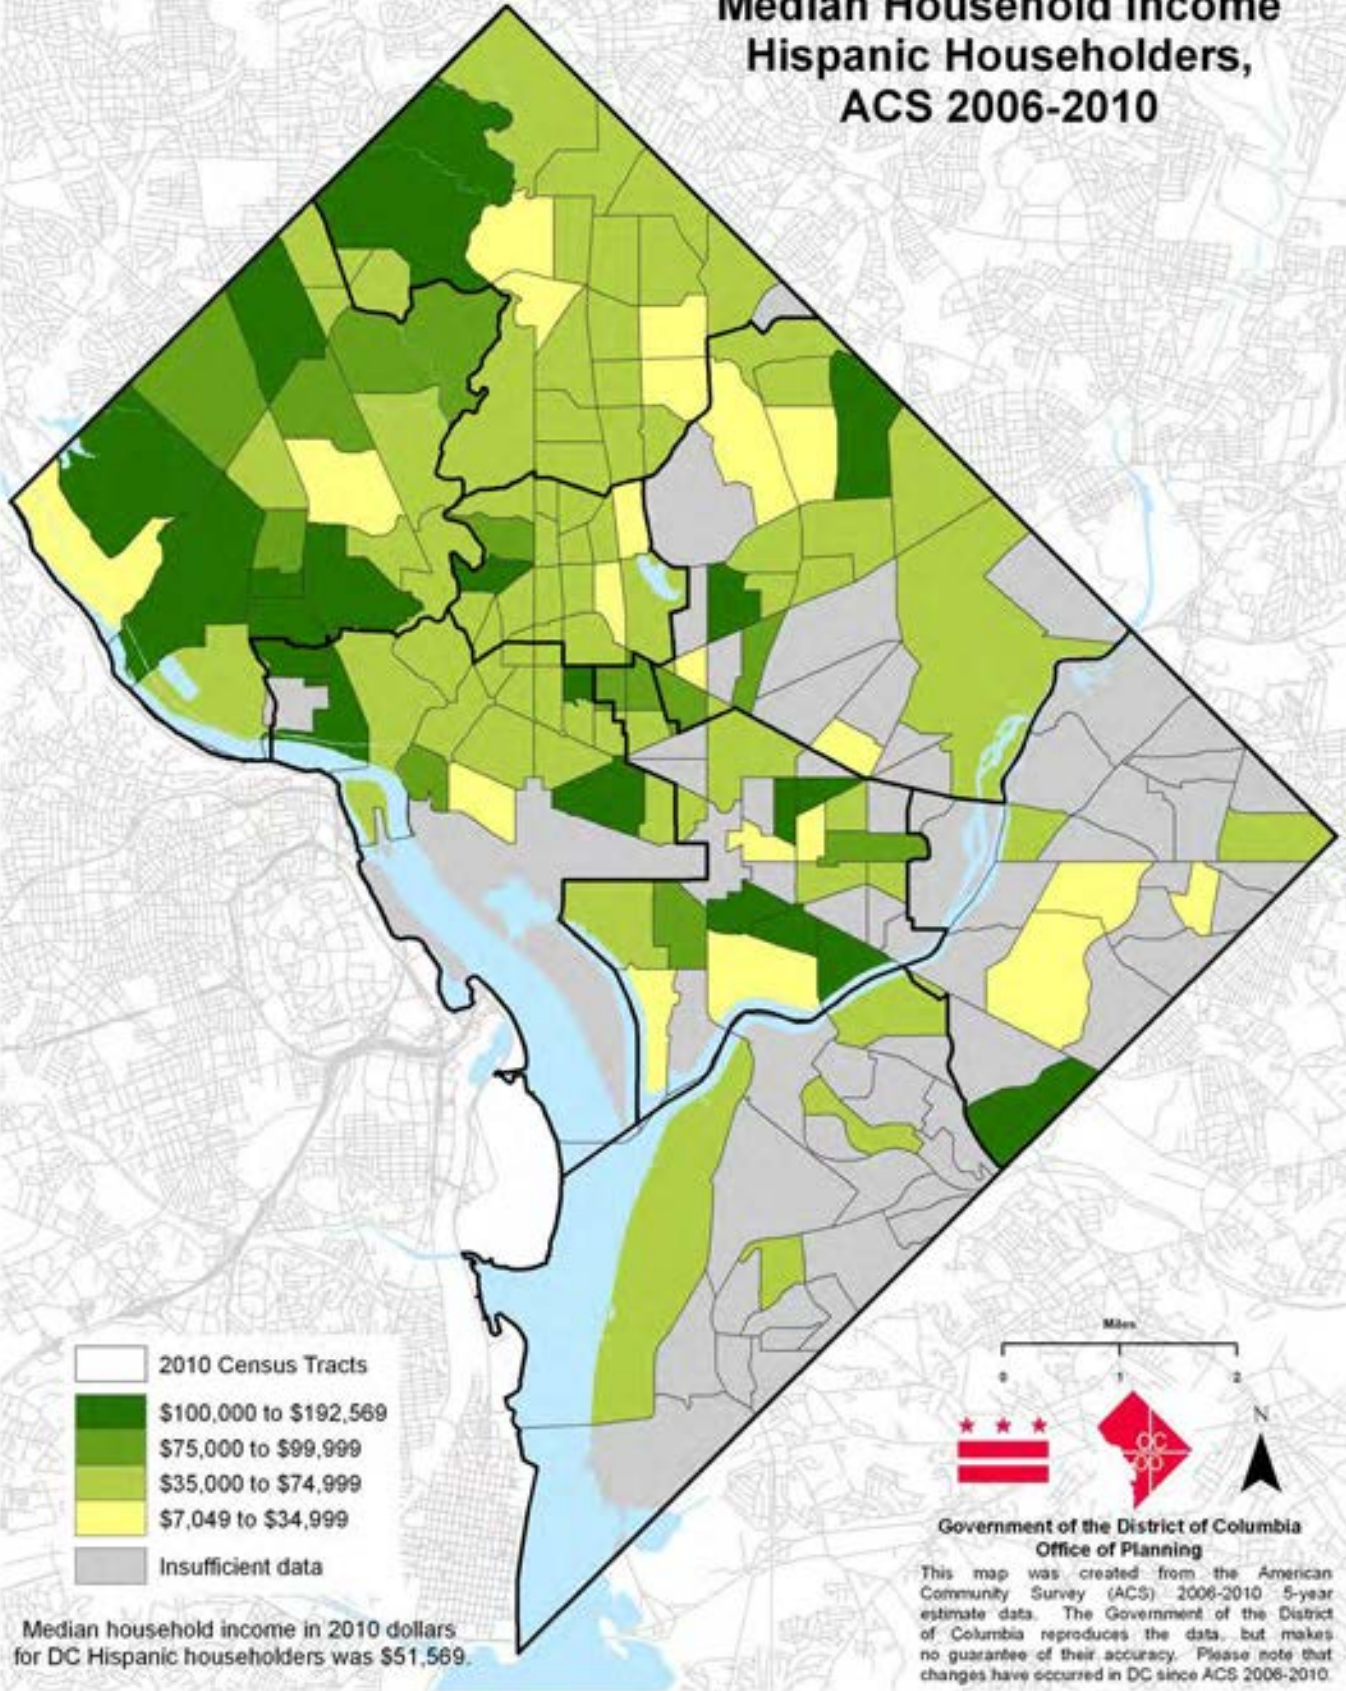 Median Household Income
Hispanic Householders,
ACS 2006-2010
2010 Census Tracts
$100,000 to $192,569
$75,000 to $99,999
$35,000 to $74,999
$7,049 to $34,999
Insufficient data
Median household income in 2010 dollars
for DC Hispanic householders was $51,569.
Miles
0 1 2
N
DC
OP
Government of the District of Columbia
Office of Planning
This map was created from the American
Community Survey (ACS) 2006-2010 5-year
estimate data. The Government of the District
of Columbia reproduces the data, but makes
no guarantee of their accuracy. Please note that
changes have occurred in DC since ACS 2006-2010.